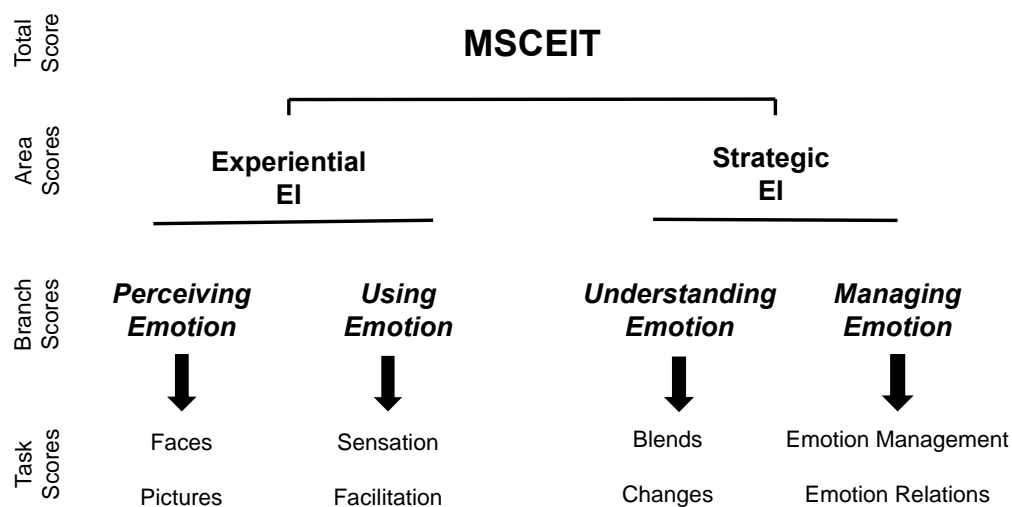 Total
Score
MSCEIT
Area
Scores
Experiential
EI
Strategic
EI
Branch
Scores
Perceiving
Emotion
Using
Emotion
Understanding
Emotion
Managing
Emotion
Task
Scores
Faces
Sensation
Blends
Emotion Management
Pictures
Facilitation
Changes
Emotion Relations